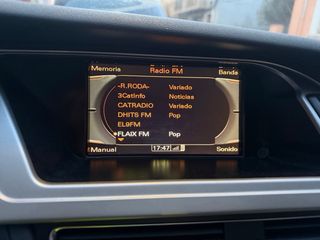 Memoria Radio FM Banda
-R.RODA- Variado
3CatInfo Noticias
CATRADIO Variado
DHITS FM Pop
EL9FM
FLAIX FM Pop
Manual 17:47 Sonido